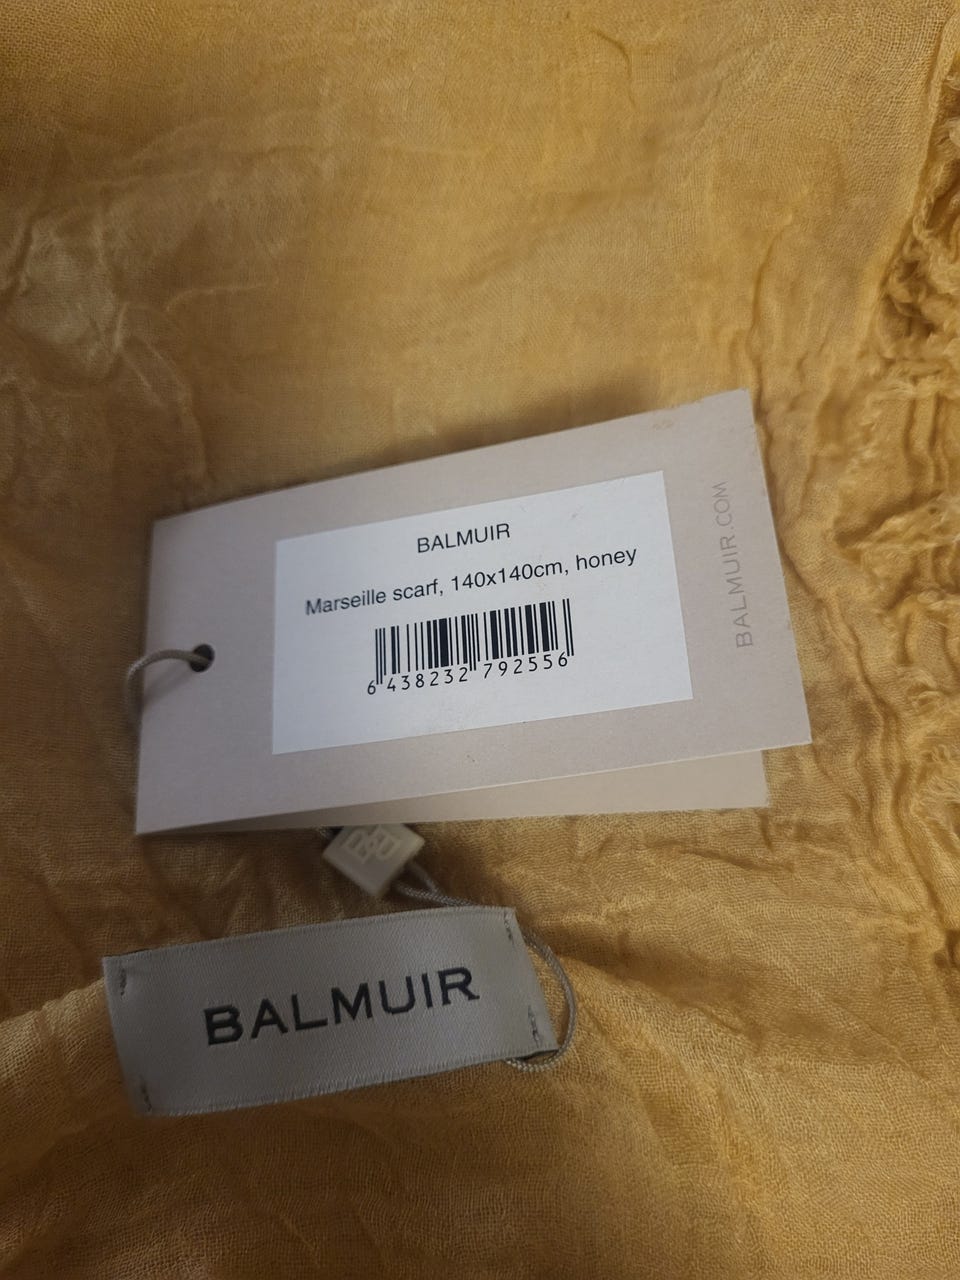 BALMUIR
Marseille scarf, 140x140cm, honey
6 438232 792556
BALMUIR.COM
BALMUIR